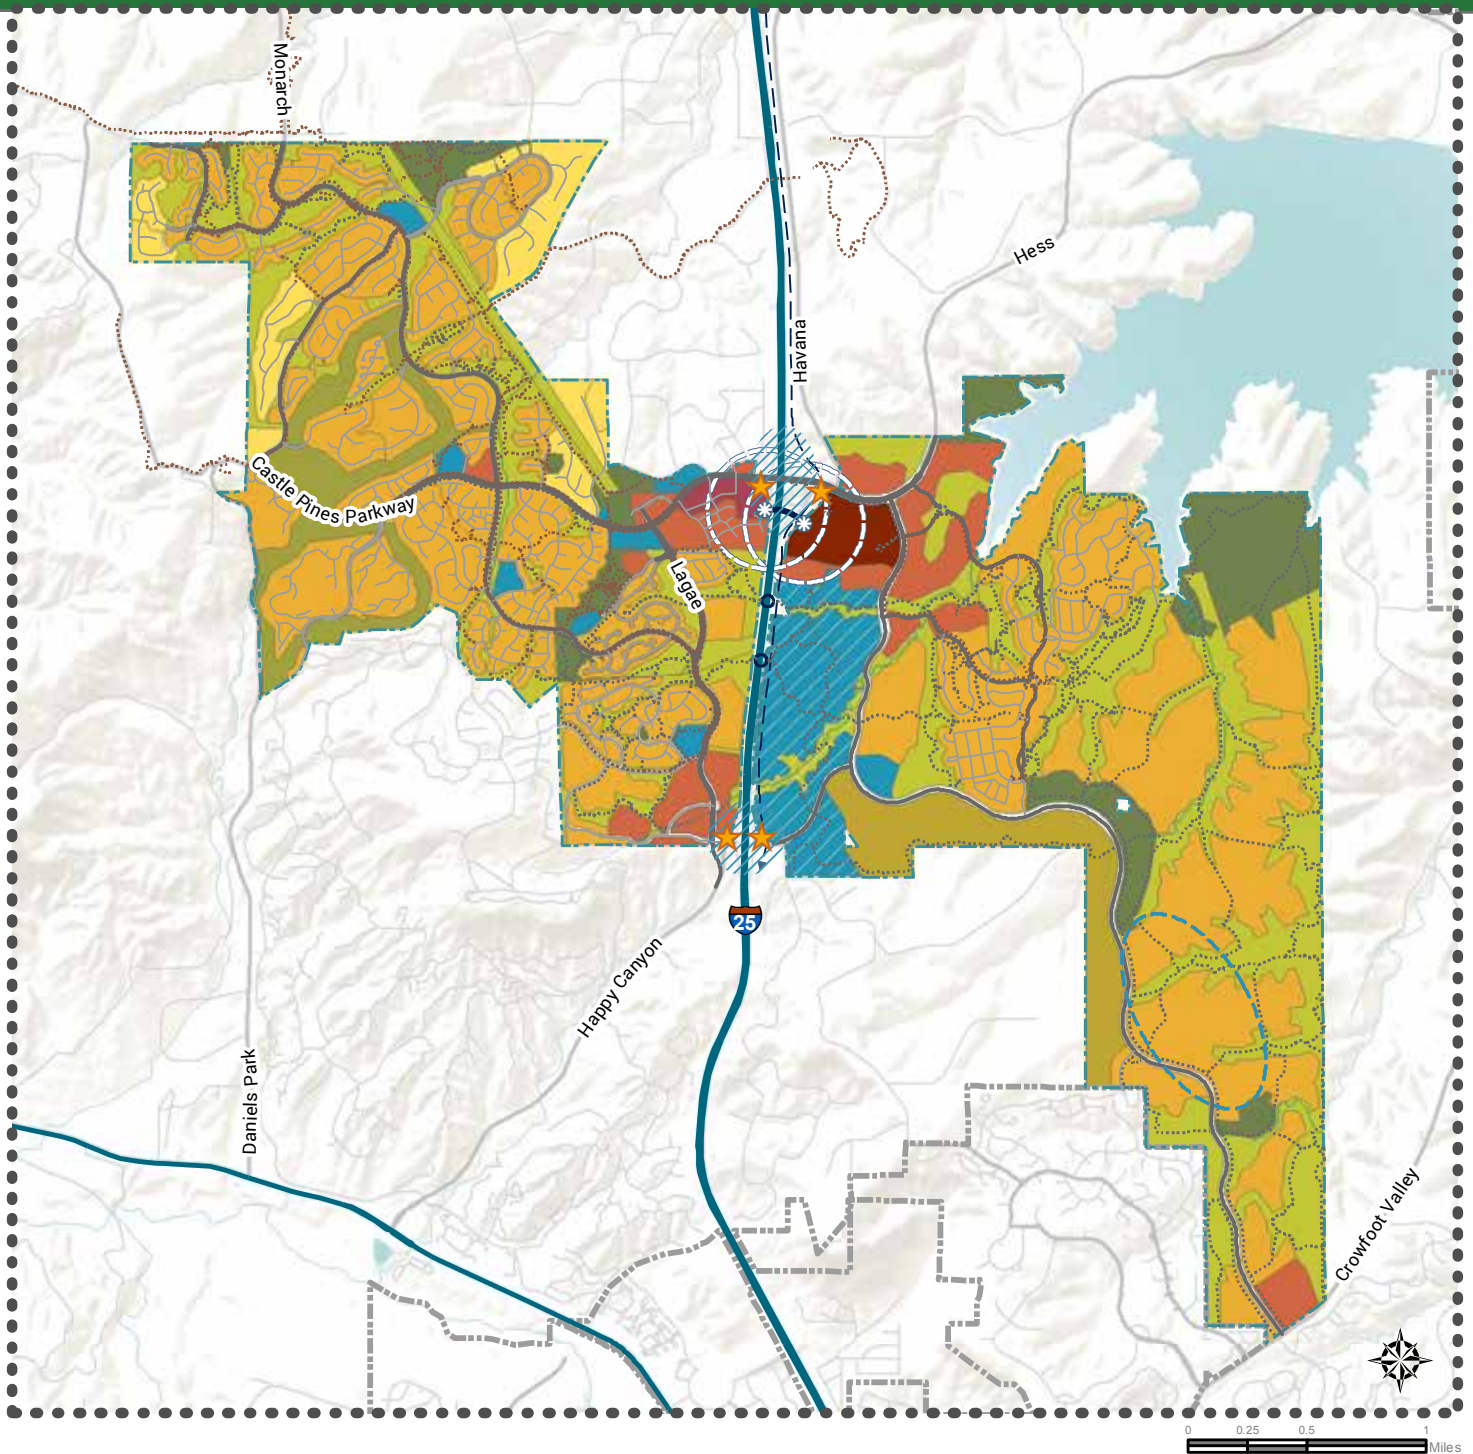 Monarch
Hess
Havana
Castle Pines Parkway
Lagae
25
Happy Canyon
Daniels Park
Crowfoot Valley
0 0.25 0.5 1
Miles